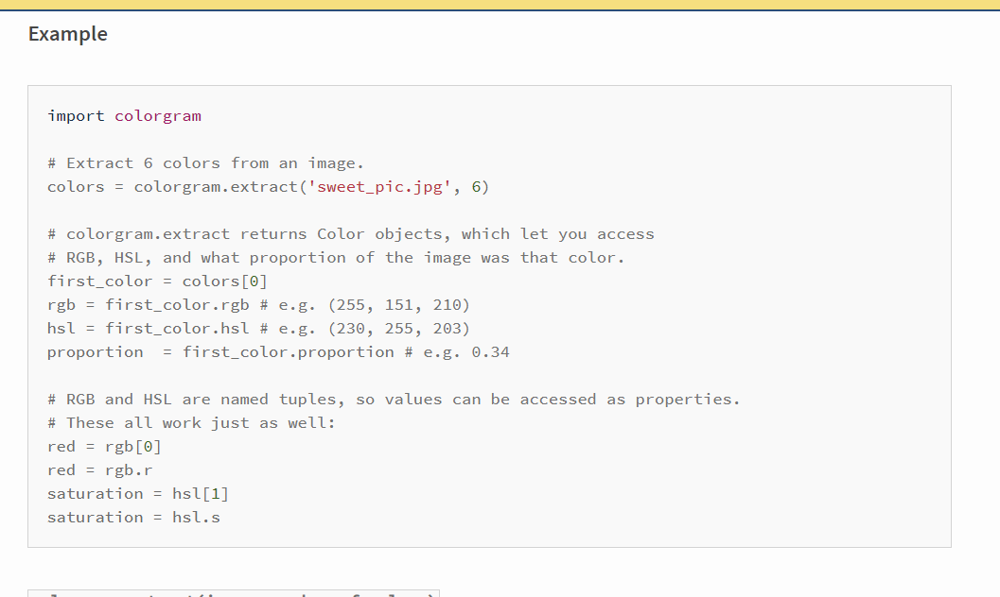 Example
import colorgram
# Extract 6 colors from an image.
colors = colorgram.extract('sweet_pic.jpg', 6)
# colorgram.extract returns Color objects, which let you access
# RGB, HSL, and what proportion of the image was that color.
first_color = colors[0]
rgb = first_color.rgb # e.g. (255, 151, 210)
hsl = first_color.hsl # e.g. (230, 255, 203)
proportion  = first_color.proportion # e.g. 0.34
# RGB and HSL are named tuples, so values can be accessed as properties.
# These all work just as well:
red = rgb[0]
red = rgb.r
saturation = hsl[1]
saturation = hsl.s